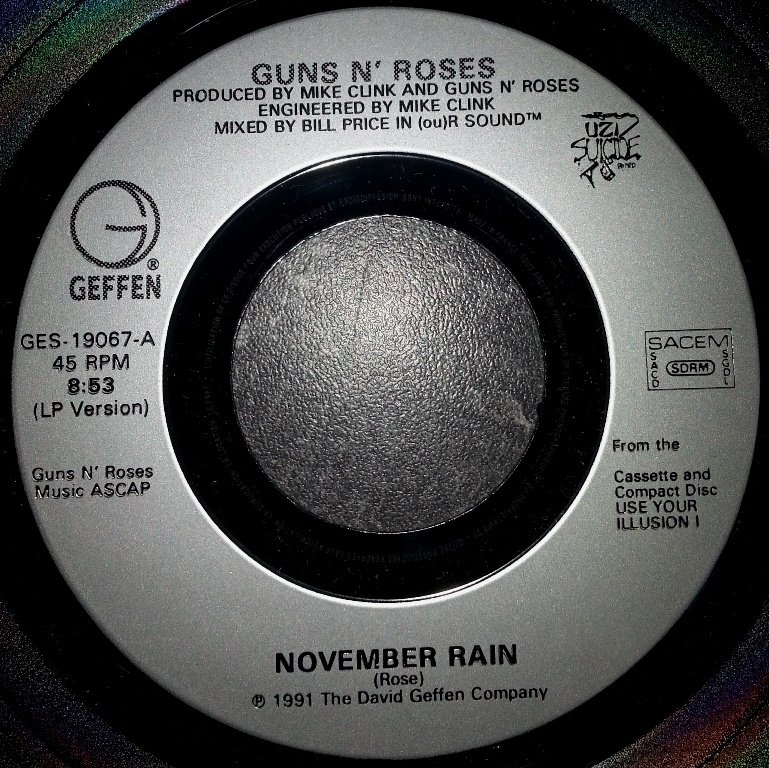 GUNS N' ROSES
PRODUCED BY MIKE CLINK AND GUNS N' ROSES
ENGINEERED BY MIKE CLINK
MIXED BY BILL PRICE IN (ou)R SOUND™
UZI
SUICIDE
G
®
GEFFEN
GES-19067-A
45 RPM
8:53
(LP Version)
Guns N' Roses
Music ASCAP
SACEM
SACD
SDRM
SGDL
From the
Cassette and
Compact Disc
USE YOUR
ILLUSION I
NOVEMBER RAIN
(Rose)
℗ 1991 The David Geffen Company